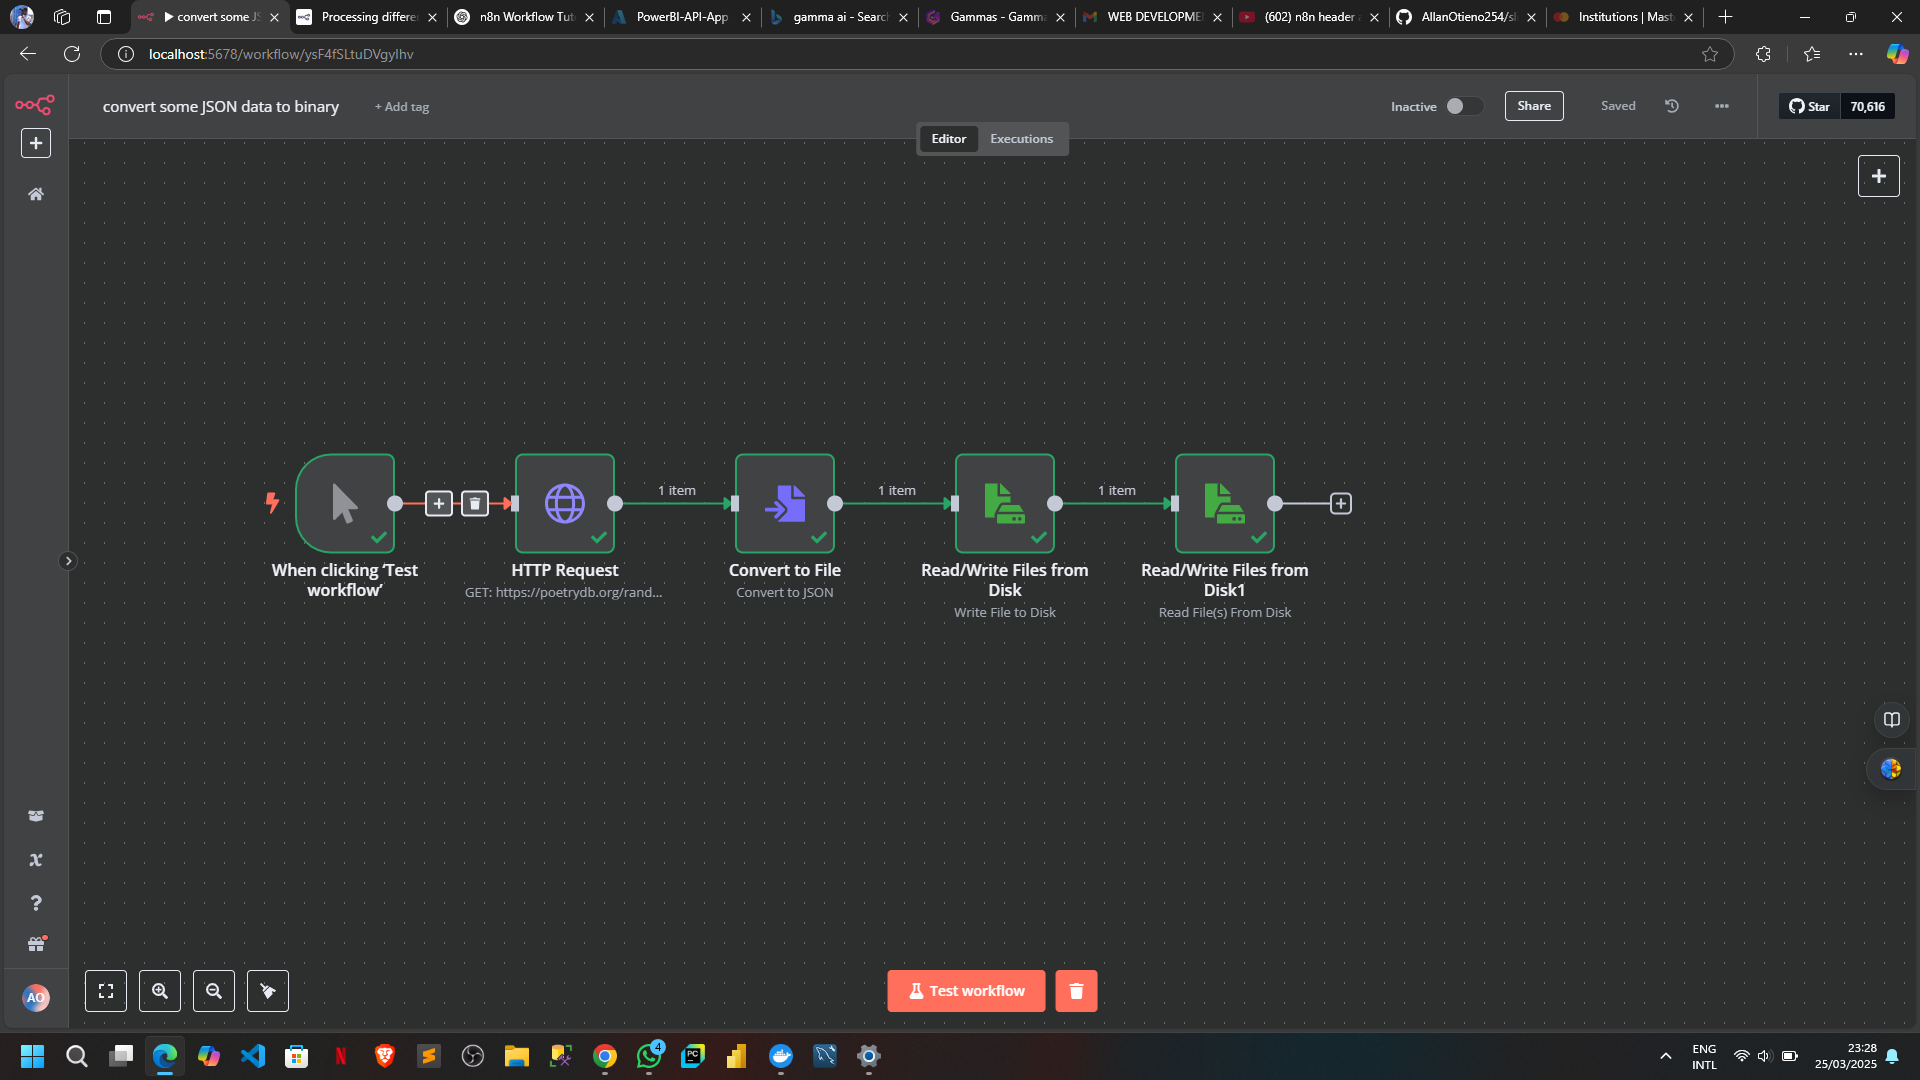 ▶ convert some JS
Processing differe
n8n Workflow Tut
PowerBI-API-App
gamma ai - Search
Gammas - Gamma
WEB DEVELOPME
(602) n8n header
AllanOtieno254/sl
Institutions | Mast
localhost:5678/workflow/ysF4fSLtuDVgylhv
convert some JSON data to binary
+ Add tag
Inactive
Share
Saved
Star
70,616
Editor
Executions
1 item
1 item
1 item
When clicking ‘Test
workflow’
HTTP Request
GET: https://poetrydb.org/rand...
Convert to File
Convert to JSON
Read/Write Files from
Disk
Write File to Disk
Read/Write Files from
Disk1
Read File(s) From Disk
AO
Test workflow
4
PC
ENG
INTL
23:28
25/03/2025